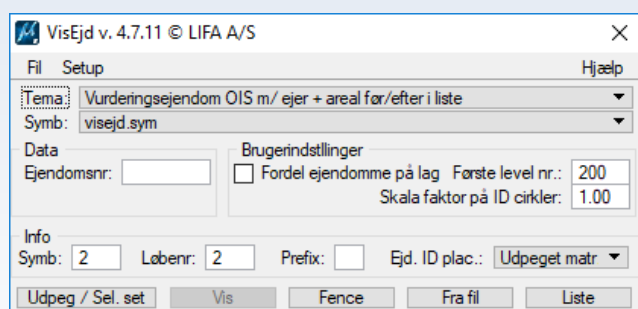 VisEjd v. 4.7.11 © LIFA A/S
Fil Setup Hjælp
Tema: Vurderingsejendom OIS m/ ejer + areal før/efter i liste
Symb: visejd.sym
Data Brugerindstllinger
Ejendomsnr: Fordel ejendomme på lag Første level nr.: 200
Skala faktor på ID cirkler: 1.00
Info
Symb: 2 Løbenr: 2 Prefix: Ejd. ID plac.: Udpeget matr
Udpeg / Sel. set Vis Fence Fra fil Liste